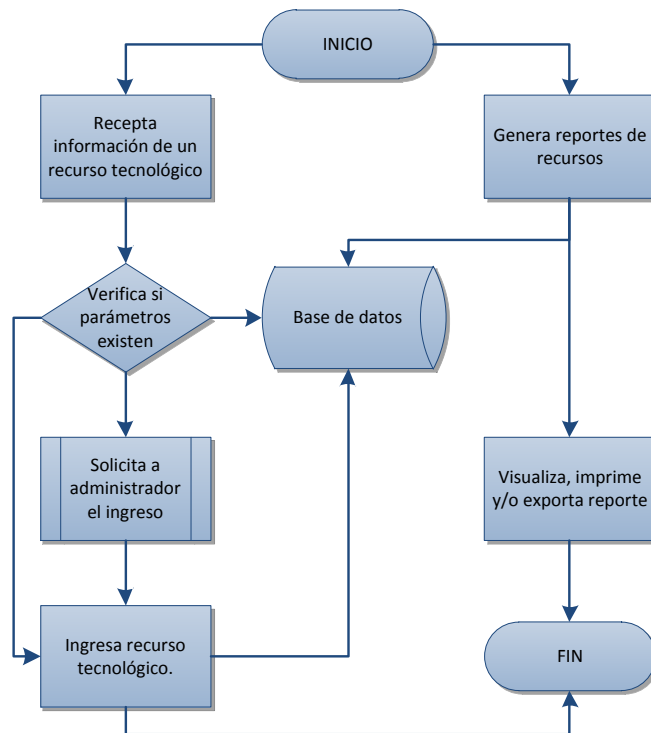 INICIO
Recepta
información de un
recurso tecnológico
Genera reportes de
recursos
Verifica si
parámetros
existen
Base de datos
Solicita a
administrador
el ingreso
Visualiza, imprime
y/o exporta reporte
Ingresa recurso
tecnológico.
FIN